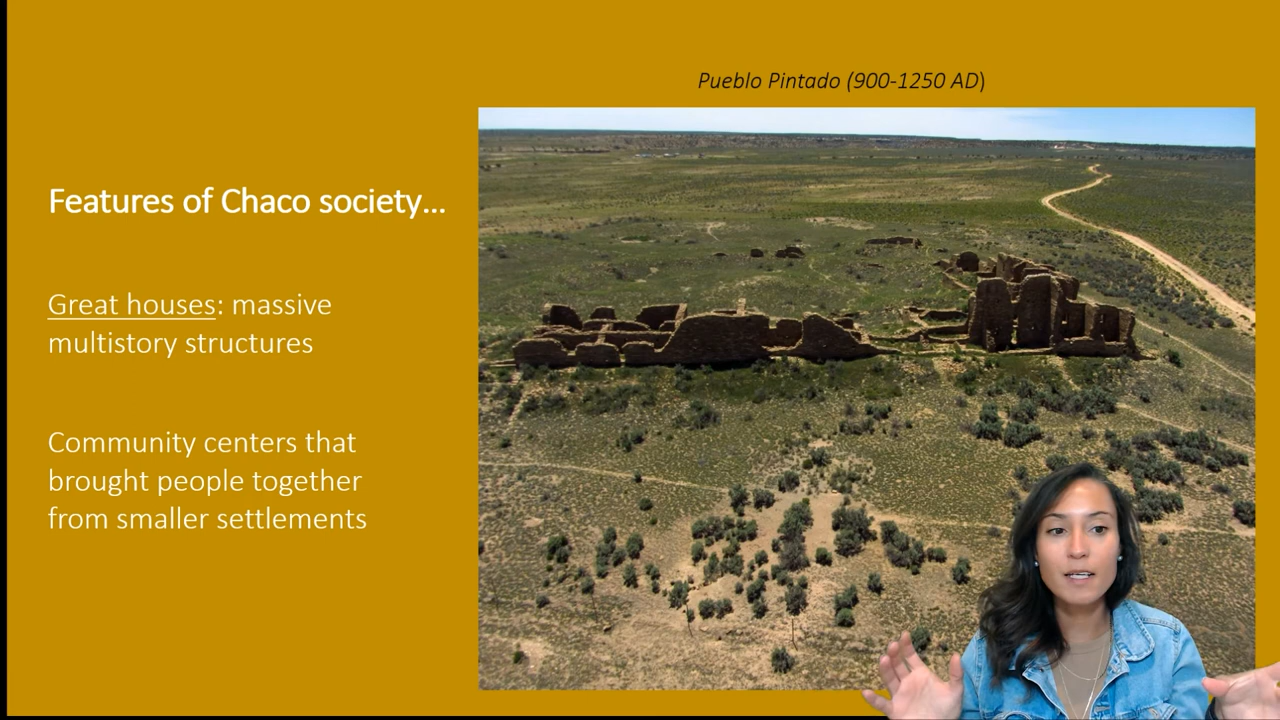 Pueblo Pintado (900-1250 AD)
Features of Chaco society...
Great houses: massive
multistory structures
Community centers that
brought people together
from smaller settlements